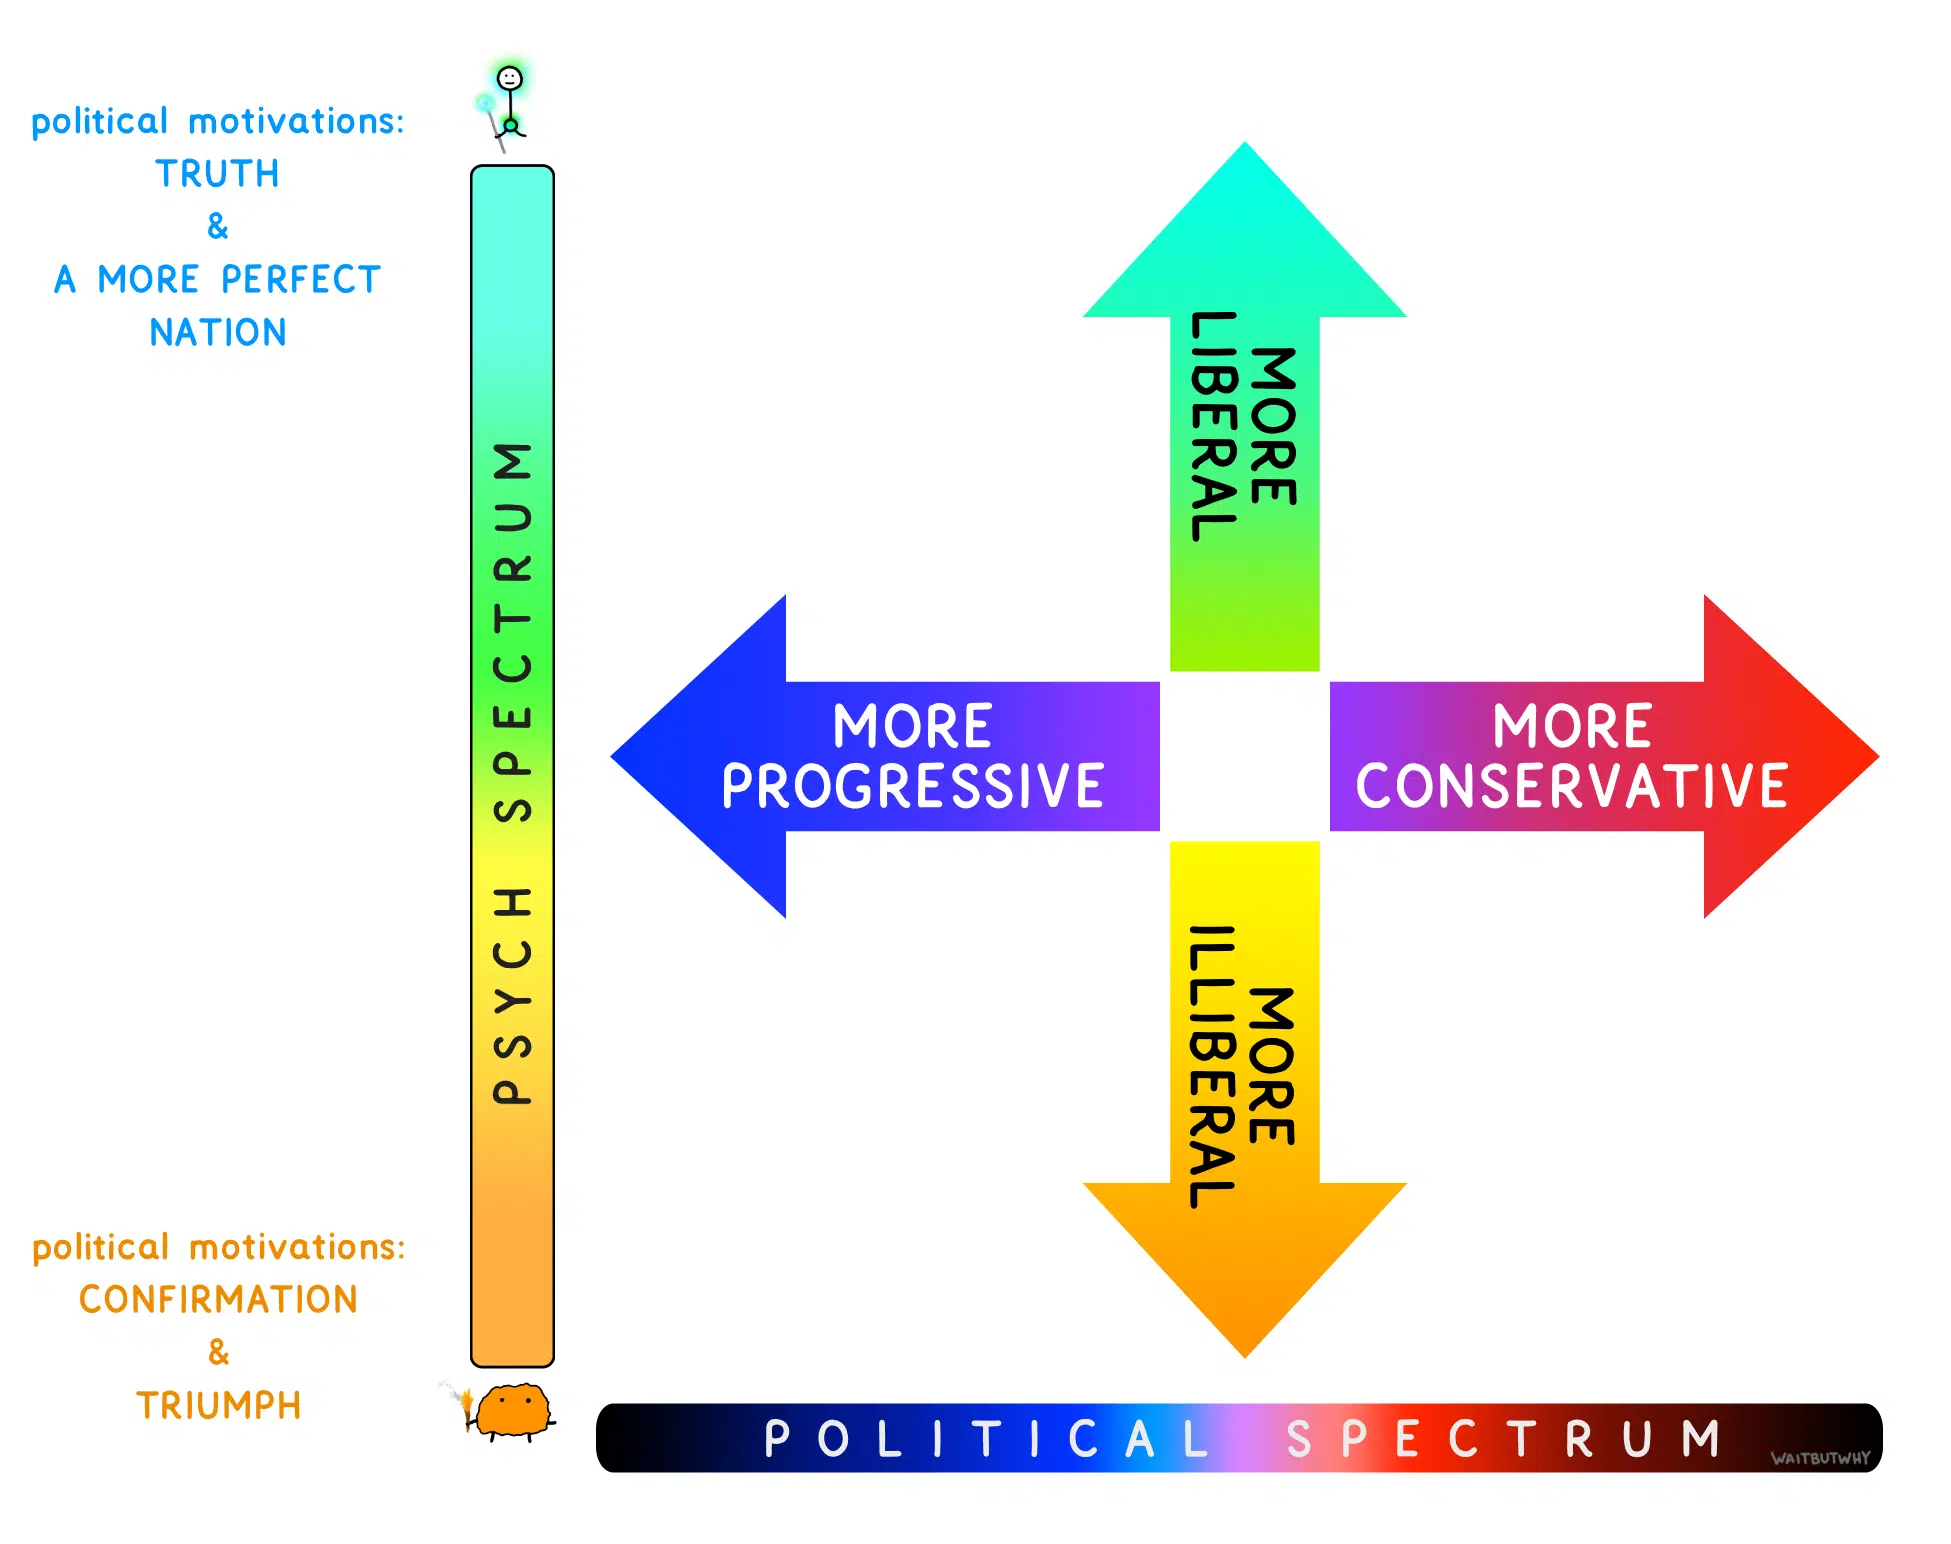 political motivations:
TRUTH
&
A MORE PERFECT
NATION
PSYCH SPECTRUM
political motivations:
CONFIRMATION
&
TRIUMPH
MORE
LIBERAL
MORE
PROGRESSIVE
MORE
CONSERVATIVE
MORE
ILLIBERAL
POLITICAL SPECTRUM
WAITBUTWHY